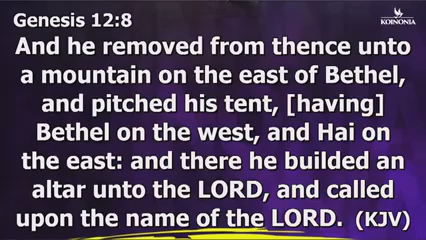 Genesis 12:8
KOINONIA
And he removed from thence unto
a mountain on the east of Bethel,
and pitched his tent, [having]
Bethel on the west, and Hai on
the east: and there he builded an
altar unto the LORD, and called
upon the name of the LORD. (KJV)